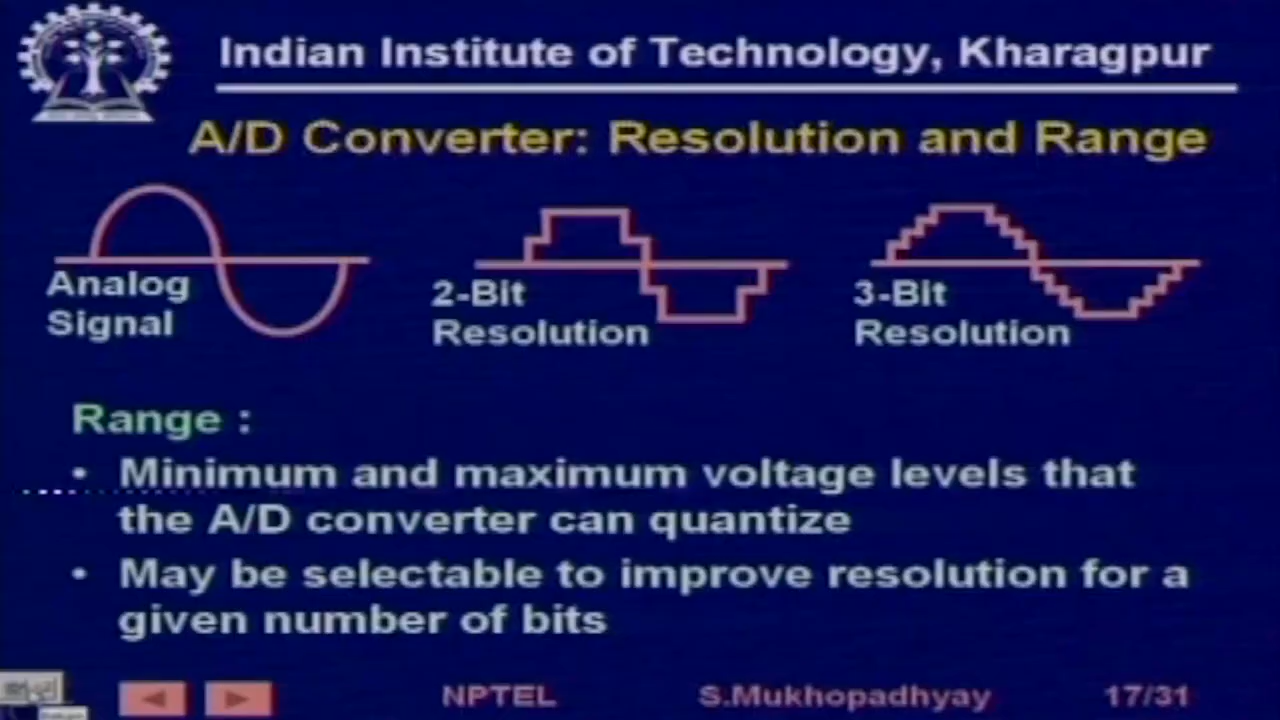 Indian Institute of Technology, Kharagpur
A/D Converter: Resolution and Range
Analog
Signal
2-Bit
Resolution
3-Bit
Resolution
Range :
• Minimum and maximum voltage levels that
the A/D converter can quantize
• May be selectable to improve resolution for a
given number of bits
NPTEL S.Mukhopadhyay 17/31